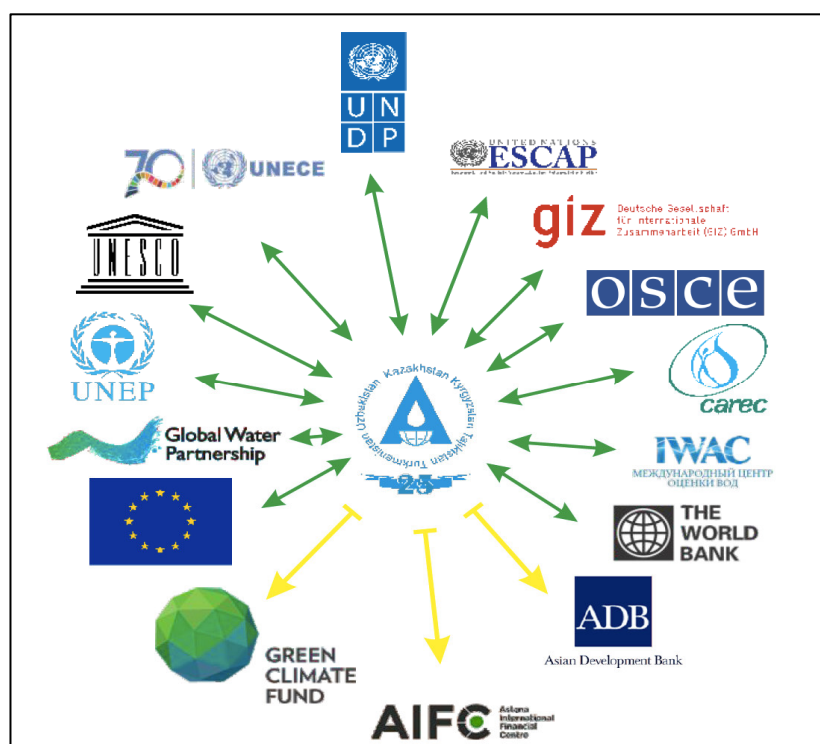 UN
DP
UNITED NATIONS
ESCAP
70 UNECE
giz Deutsche Gesellschaft
für Internationale
Zusammenarbeit (GIZ) GmbH
UNESCO
osce
UNEP
carec
Uzbekistan Kazakhstan Kyrgyzstan Tajikistan Turkmenistan
25
Global Water
Partnership
IWAC
МЕЖДУНАРОДНЫЙ ЦЕНТР
ОЦЕНКИ ВОД
THE
WORLD
BANK
ADB
Asian Development Bank
GREEN
CLIMATE
FUND
AIFC Astana
International
Financial
Centre